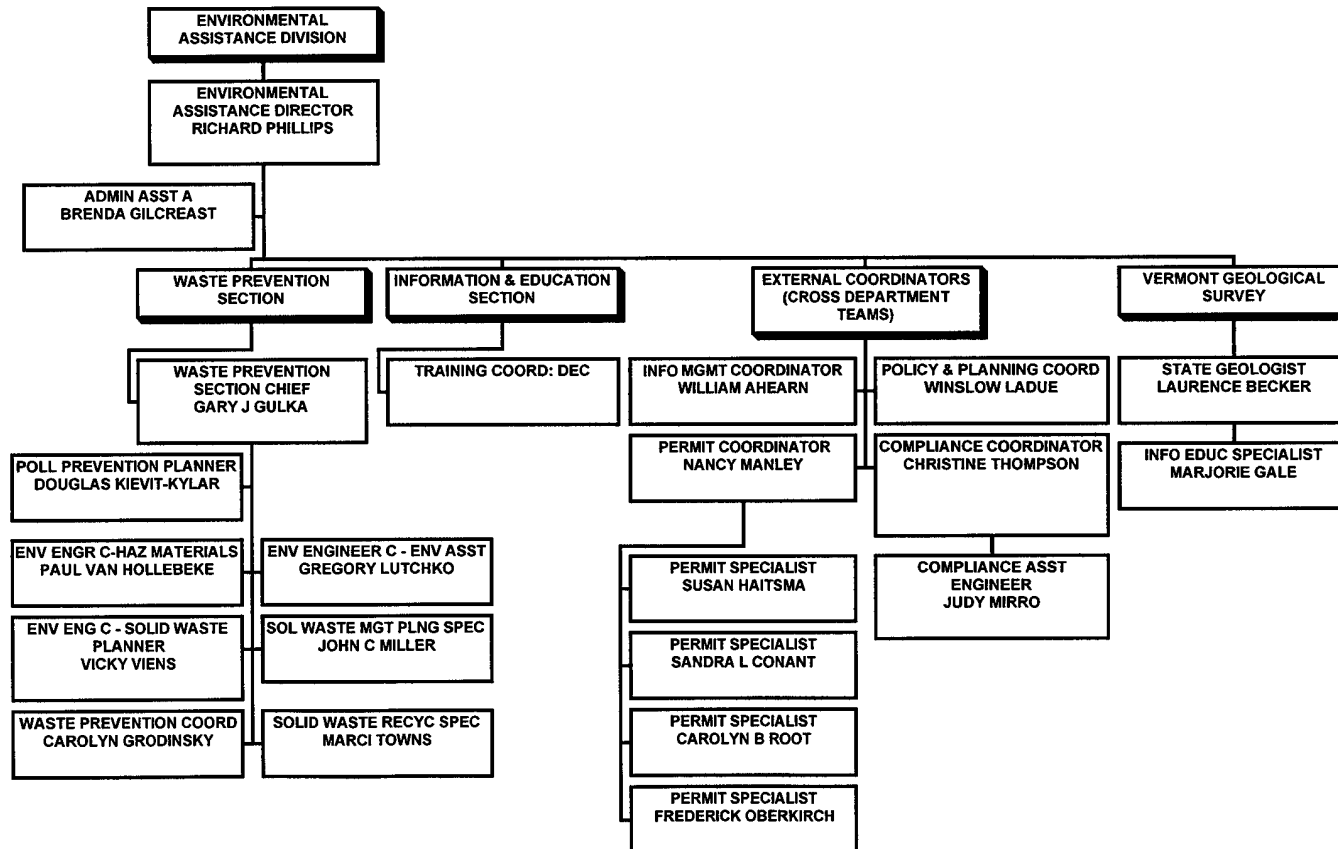 ENVIRONMENTAL
ASSISTANCE DIVISION
ENVIRONMENTAL
ASSISTANCE DIRECTOR
RICHARD PHILLIPS
ADMIN ASST A
BRENDA GILCREAST
WASTE PREVENTION
SECTION
INFORMATION & EDUCATION
SECTION
EXTERNAL COORDINATORS
(CROSS DEPARTMENT
TEAMS)
VERMONT GEOLOGICAL
SURVEY
WASTE PREVENTION
SECTION CHIEF
GARY J GULKA
TRAINING COORD: DEC
INFO MGMT COORDINATOR
WILLIAM AHEARN
POLICY & PLANNING COORD
WINSLOW LADUE
STATE GEOLOGIST
LAURENCE BECKER
PERMIT COORDINATOR
NANCY MANLEY
COMPLIANCE COORDINATOR
CHRISTINE THOMPSON
INFO EDUC SPECIALIST
MARJORIE GALE
POLL PREVENTION PLANNER
DOUGLAS KIEVIT-KYLAR
ENV ENGR C-HAZ MATERIALS
PAUL VAN HOLLEBEKE
ENV ENGINEER C - ENV ASST
GREGORY LUTCHKO
PERMIT SPECIALIST
SUSAN HAITSMA
COMPLIANCE ASST
ENGINEER
JUDY MIRRO
ENV ENG C - SOLID WASTE
PLANNER
VICKY VIENS
SOL WASTE MGT PLNG SPEC
JOHN C MILLER
PERMIT SPECIALIST
SANDRA L CONANT
WASTE PREVENTION COORD
CAROLYN GRODINSKY
SOLID WASTE RECYC SPEC
MARCI TOWNS
PERMIT SPECIALIST
CAROLYN B ROOT
PERMIT SPECIALIST
FREDERICK OBERKIRCH